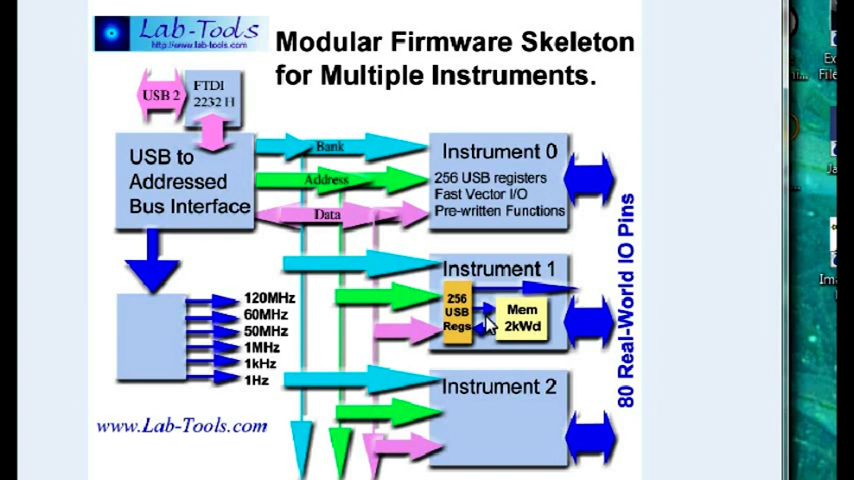 Lab-Tools
http://www.lab-tools.com
Modular Firmware Skeleton
for Multiple Instruments.
USB 2
FTDI
2232 H
USB to
Addressed
Bus Interface
Bank
Address
Data
Instrument 0
256 USB registers
Fast Vector I/O
Pre-written Functions
Instrument 1
256
USB
Regs
Mem
2kWd
120MHz
60MHz
50MHz
1MHz
1kHz
1Hz
Instrument 2
80 Real-World IO Pins
www.Lab-Tools.com